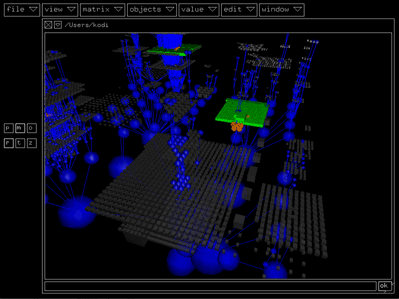 file view matrix objects value edit window
/Users/kodi
p m o
r t z
ok